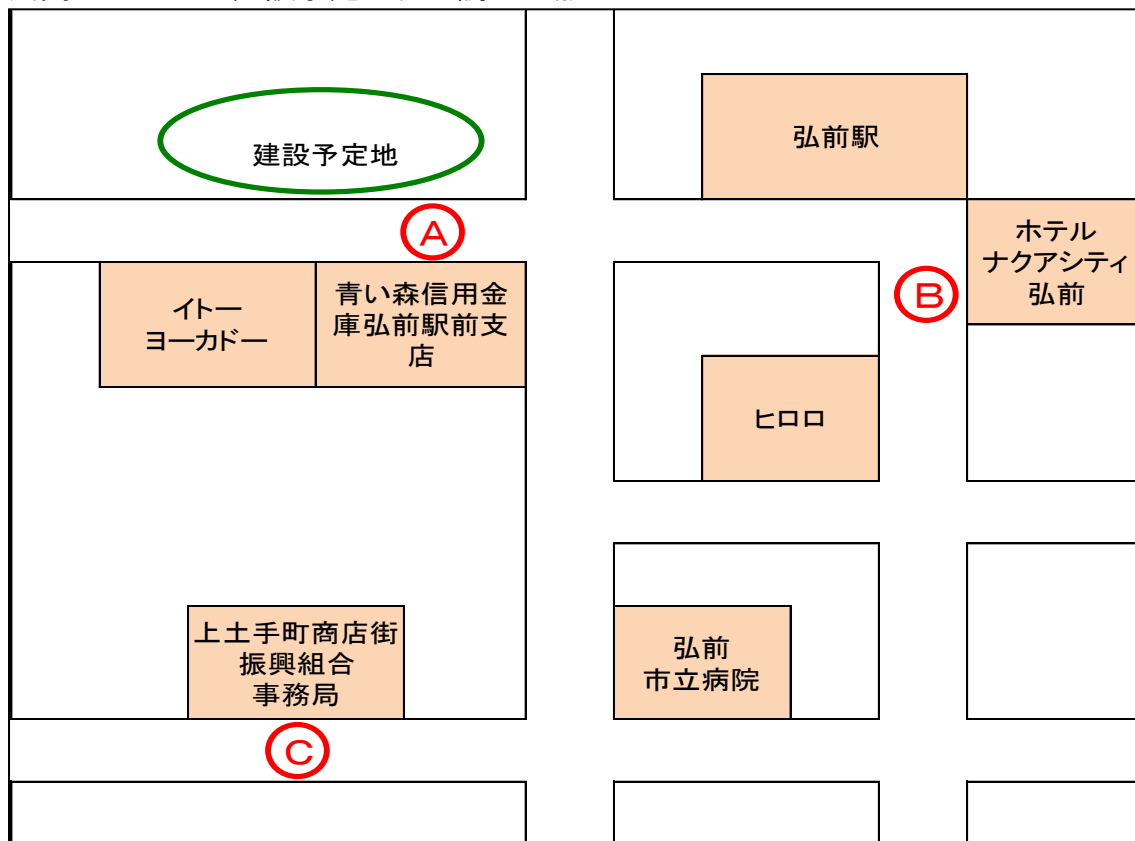 建設予定地
弘前駅
A
ホテル
ナクアシティ
弘前
B
イトー
ヨーカドー
青い森信用金
庫弘前駅前支
店
ヒロロ
上土手町商店街
振興組合
事務局
弘前
市立病院
C